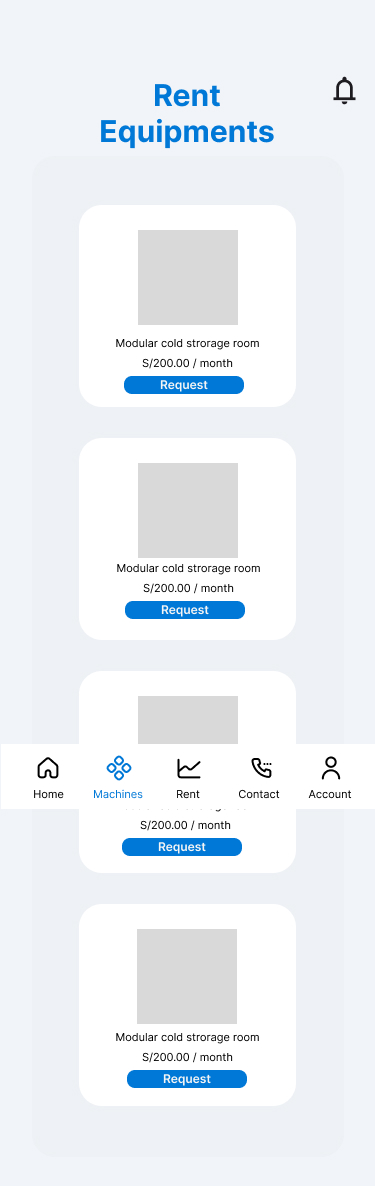 Rent
Equipments
Modular cold strorage room
S/200.00 / month
Request
Modular cold strorage room
S/200.00 / month
Request
Home
Machines
Rent
Contact
Account
S/200.00 / month
Request
Modular cold strorage room
S/200.00 / month
Request